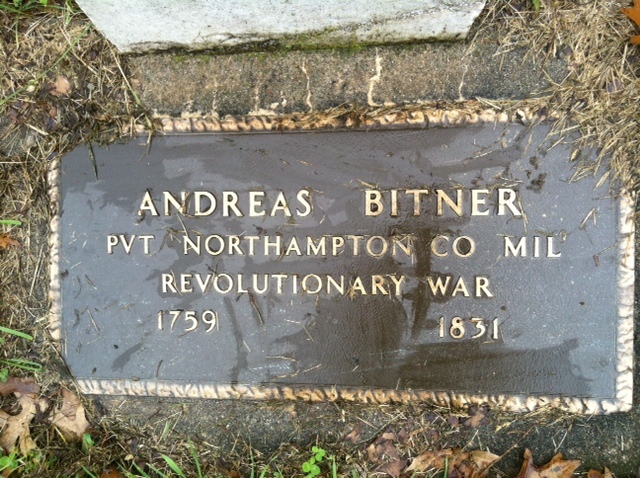 ANDREAS BITNER
PVT NORTHAMPTON CO MIL
REVOLUTIONARY WAR
1759 1831